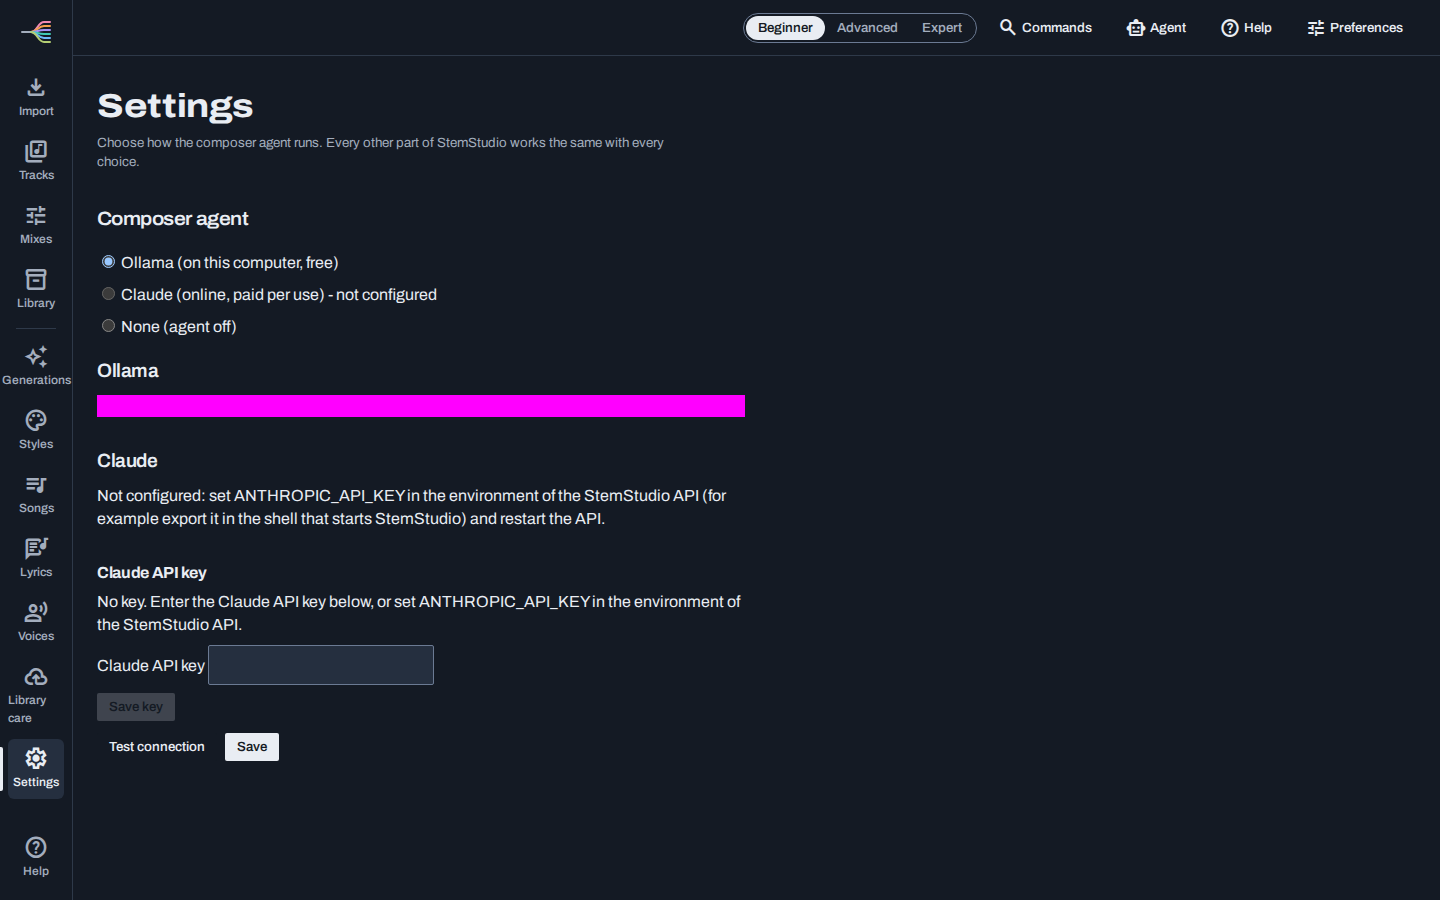 Beginner
Advanced
Expert
Commands
Agent
Help
Preferences
Import
Tracks
Mixes
Library
Generations
Styles
Songs
Lyrics
Voices
Library
care
Settings
Help
Settings
Choose how the composer agent runs. Every other part of StemStudio works the same with every
choice.
Composer agent
Ollama (on this computer, free)
Claude (online, paid per use) - not configured
None (agent off)
Ollama
Claude
Not configured: set ANTHROPIC_API_KEY in the environment of the StemStudio API (for
example export it in the shell that starts StemStudio) and restart the API.
Claude API key
No key. Enter the Claude API key below, or set ANTHROPIC_API_KEY in the environment of
the StemStudio API.
Claude API key
Save key
Test connection
Save